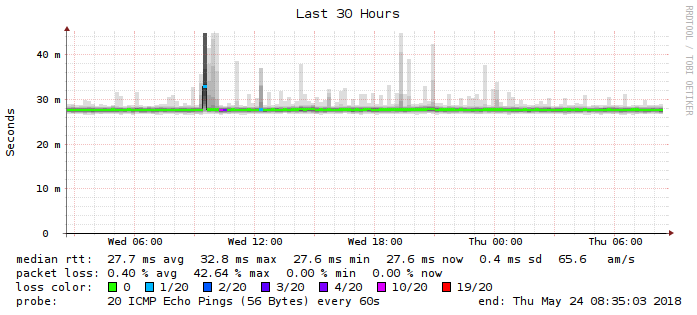 Last 30 Hours
RRDTOOL / TOBI OETIKER
Seconds
40 m
30 m
20 m
10 m
0
Wed 06:00 Wed 12:00 Wed 18:00 Thu 00:00 Thu 06:00
median rtt: 27.7 ms avg 32.8 ms max 27.6 ms min 27.6 ms now 0.4 ms sd 65.6 am/s
packet loss: 0.40 % avg 42.64 % max 0.00 % min 0.00 % now
loss color: 0 1/20 2/20 3/20 4/20 10/20 19/20
probe: 20 ICMP Echo Pings (56 Bytes) every 60s end: Thu May 24 08:35:03 2018